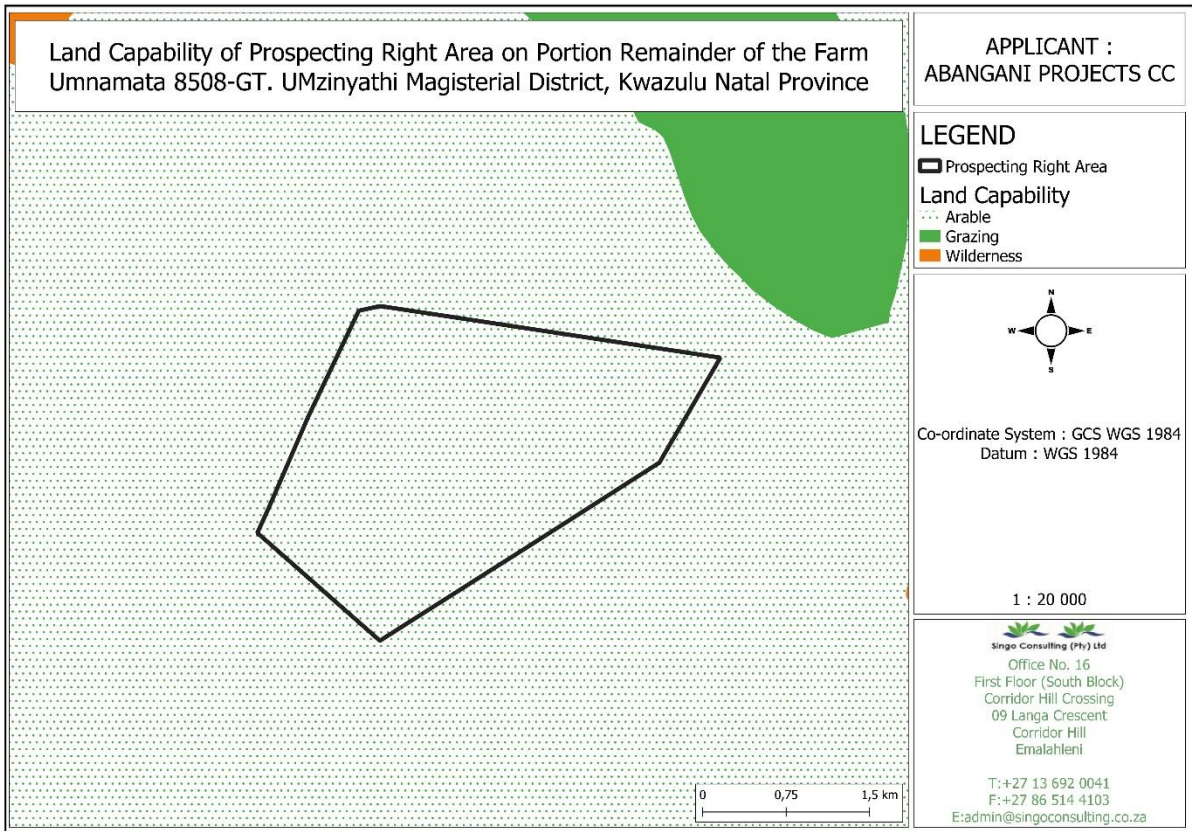 Land Capability of Prospecting Right Area on Portion Remainder of the Farm
Umnamata 8508-GT. UMzinyathi Magisterial District, Kwazulu Natal Province
APPLICANT :
ABANGANI PROJECTS CC
LEGEND
Prospecting Right Area
Land Capability
Arable
Grazing
Wilderness
N
W E
S
Co-ordinate System : GCS WGS 1984
Datum : WGS 1984
1 : 20 000
Singo Consulting (Pty) Ltd
Office No. 16
First Floor (South Block)
Corridor Hill Crossing
09 Langa Crescent
Corridor Hill
Emalahleni
T:+27 13 692 0041
F:+27 86 514 4103
E:admin@singoconsulting.co.za
0 0,75 1,5 km